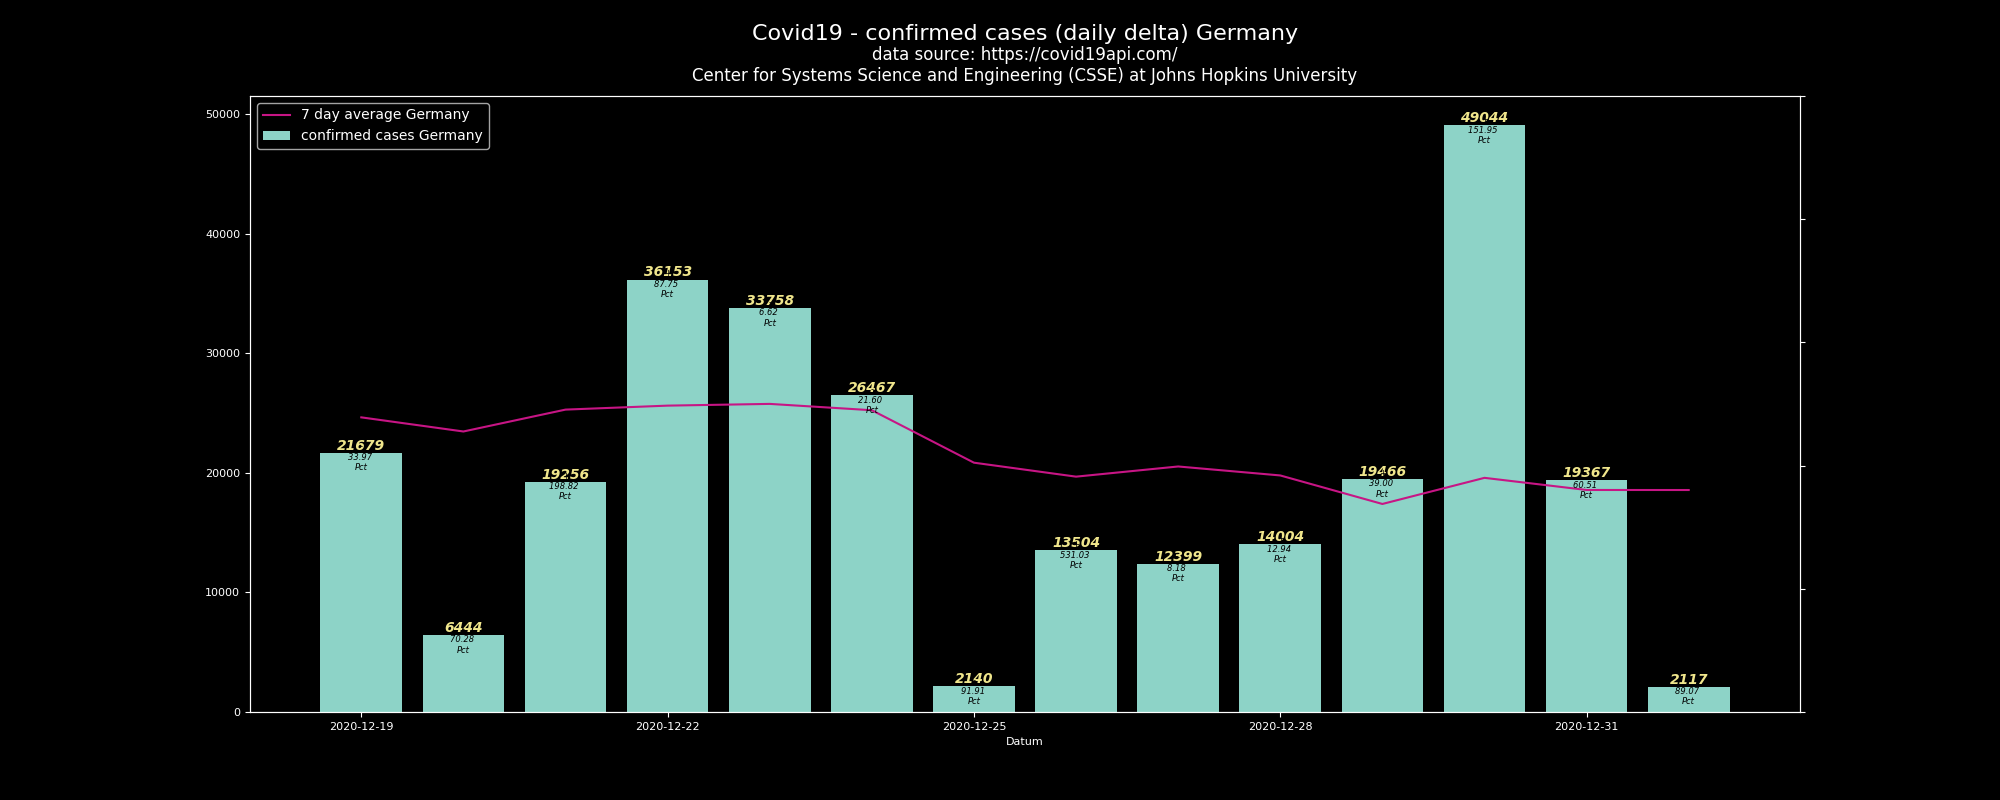 Covid19 - confirmed cases (daily delta) Germany
data source: https://covid19api.com/
Center for Systems Science and Engineering (CSSE) at Johns Hopkins University
7 day average Germany
confirmed cases Germany
50000
40000
30000
20000
10000
0
21679
33.97
Pct
6444
70.28
Pct
19256
198.82
Pct
36153
87.75
Pct
33758
6.62
Pct
26467
21.60
Pct
2140
91.91
Pct
13504
531.03
Pct
12399
8.18
Pct
14004
12.94
Pct
19466
39.00
Pct
49044
151.95
Pct
19367
60.51
Pct
2117
89.07
Pct
2020-12-19
2020-12-22
2020-12-25
2020-12-28
2020-12-31
Datum